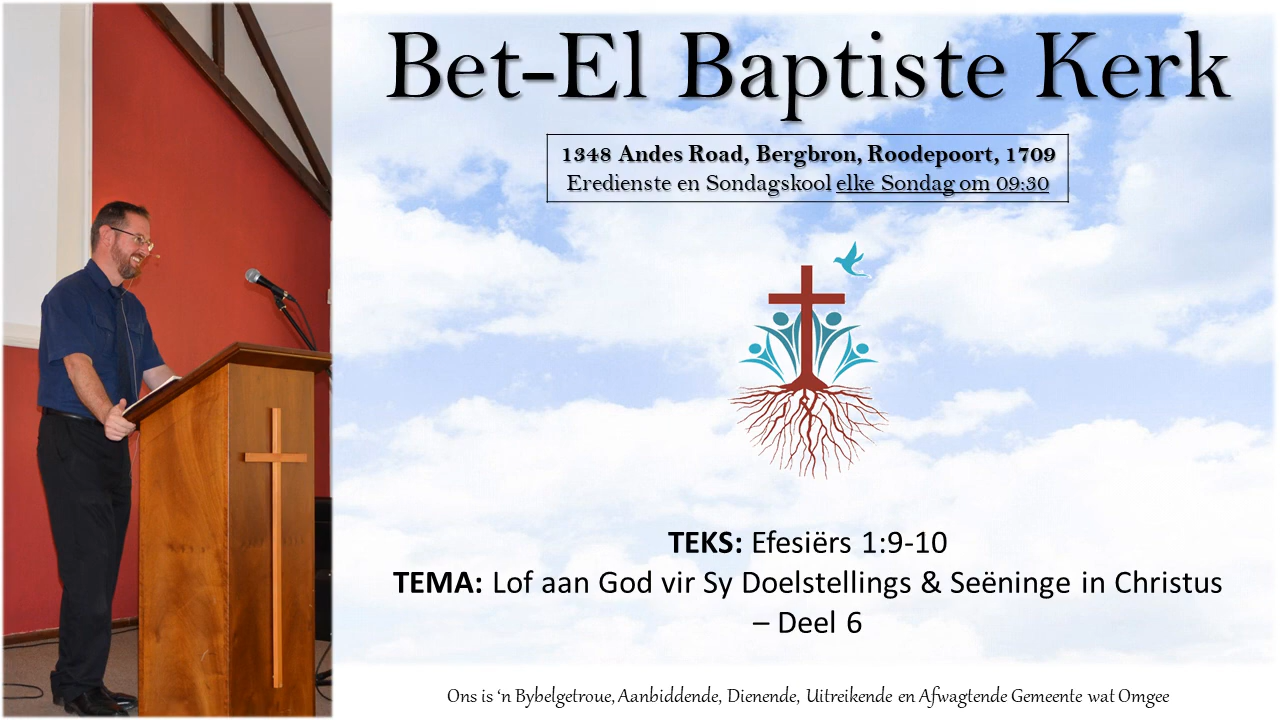 Bet-El Baptiste Kerk
1348 Andes Road, Bergbron, Roodepoort, 1709
Eredienste en Sondagskool elke Sondag om 09:30
TEKS: Efesiërs 1:9-10
TEMA: Lof aan God vir Sy Doelstellings & Seëninge in Christus
– Deel 6
Ons is ‘n Bybelgetroue, Aanbiddende, Dienende, Uitreikende en Afwagtende Gemeente wat Omgee